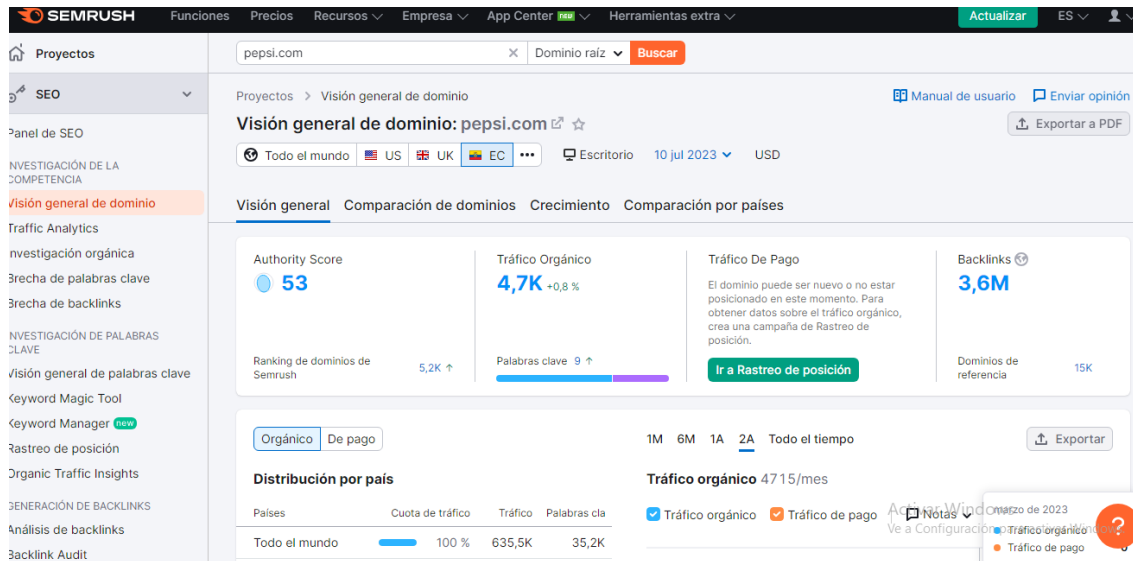 SEMRUSH Funciones Precios Recursos Empresa App Center new Herramientas extra Actualizar ES
Proyectos
pepsi.com Dominio raíz Buscar
SEO
Proyectos > Visión general de dominio Manual de usuario Enviar opinión
Visión general de dominio: pepsi.com Exportar a PDF
Todo el mundo US UK EC ••• Escritorio 10 jul 2023 USD
Visión general Comparación de dominios Crecimiento Comparación por países
Panel de SEO
INVESTIGACIÓN DE LA
COMPETENCIA
Visión general de dominio
Traffic Analytics
Investigación orgánica
Brecha de palabras clave
Brecha de backlinks
INVESTIGACIÓN DE PALABRAS
CLAVE
Visión general de palabras clave
Keyword Magic Tool
Keyword Manager new
Rastreo de posición
Organic Traffic Insights
GENERACIÓN DE BACKLINKS
Análisis de backlinks
Backlink Audit
Authority Score
53
Ranking de dominios de
Semrush
5,2K ↑
Tráfico Orgánico
4,7K +0,8 %
Palabras clave 9 ↑
Tráfico De Pago
El dominio puede ser nuevo o no estar
posicionado en este momento. Para
obtener datos sobre el tráfico orgánico,
crea una campaña de Rastreo de
posición.
Ir a Rastreo de posición
Backlinks
3,6M
Dominios de
referencia
15K
Orgánico De pago
Distribución por país
Países Cuota de tráfico Tráfico Palabras cla
Todo el mundo 100 % 635,5K 35,2K
1M 6M 1A 2A Todo el tiempo Exportar
Tráfico orgánico 4715/mes
Tráfico orgánico Tráfico de pago Notas
Activar Windows
Ve a Configuración para activar Windows
marzo de 2023
Tráfico orgánico
Tráfico de pago 0
?